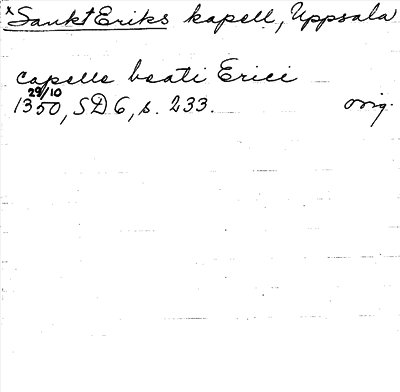 x Sankt Eriks kapell, Uppsala
capelle beati Erici
29/10
1350, SD 6, s. 233. orig.